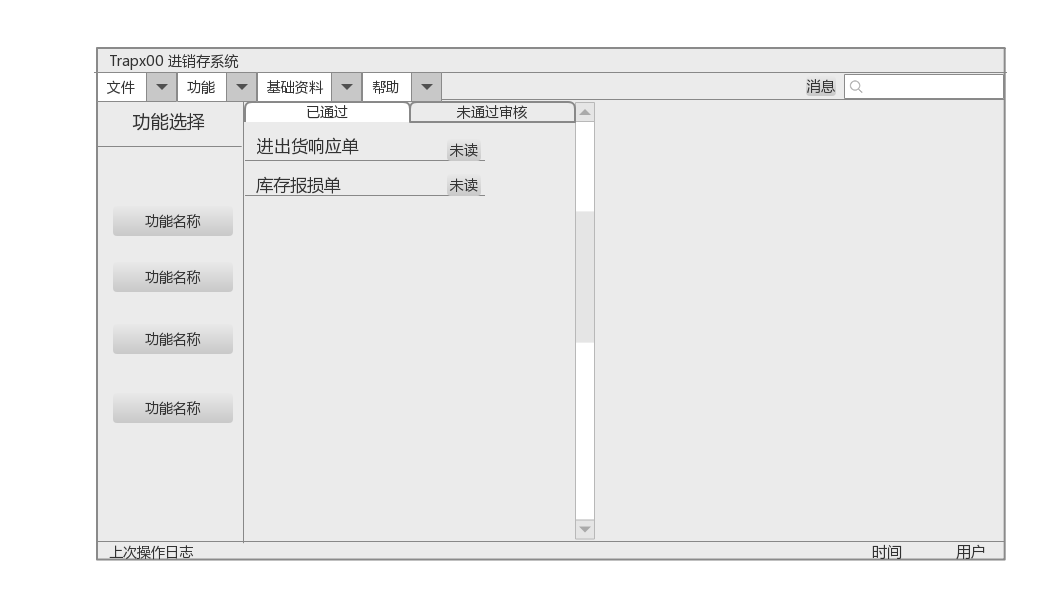 Trapx00 进销存系统
文件 功能 基础资料 帮助 消息
功能选择
已通过 未通过审核
进出货响应单 未读
库存报损单 未读
功能名称
功能名称
功能名称
功能名称
上次操作日志 时间 用户